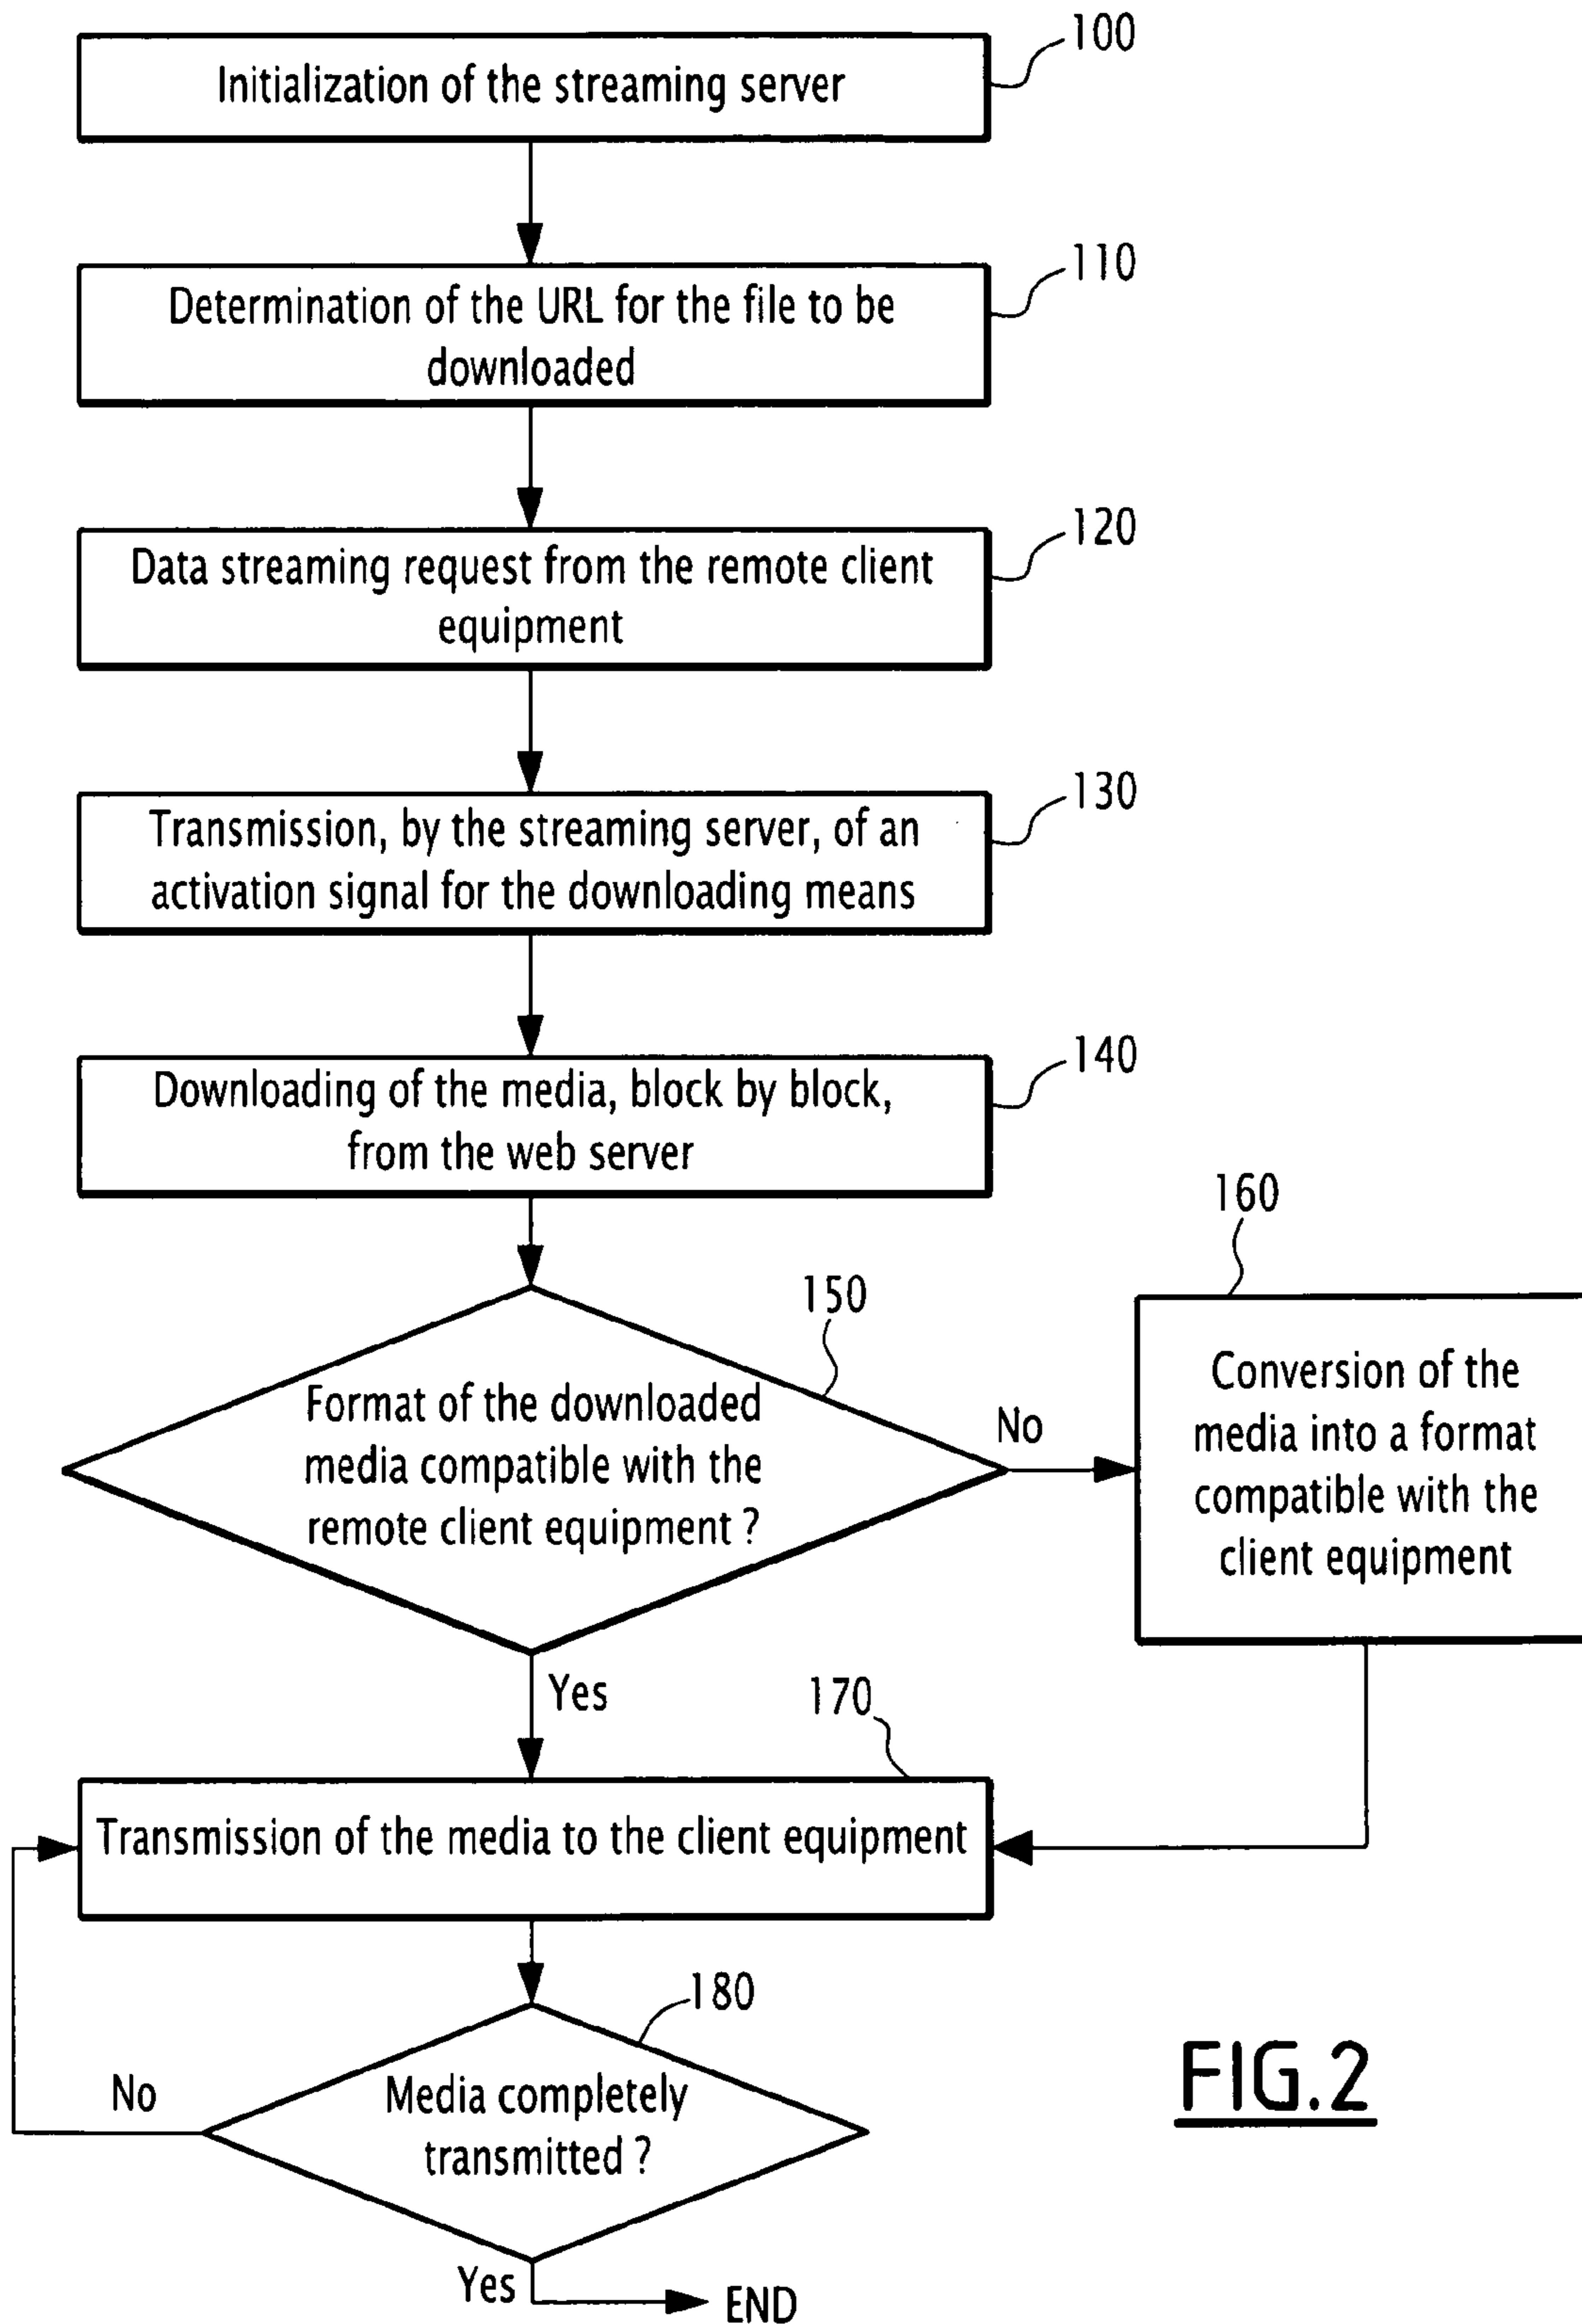 100
Initialization of the streaming server
110
Determination of the URL for the file to be
downloaded
120
Data streaming request from the remote client
equipment
130
Transmission, by the streaming server, of an
activation signal for the downloading means
140
Downloading of the media, block by block,
from the web server
150
Format of the downloaded
media compatible with the
remote client equipment ?
No
160
Conversion of the
media into a format
compatible with the
client equipment
Yes
170
Transmission of the media to the client equipment
180
Media completely
transmitted ?
No
Yes
END
FIG.2